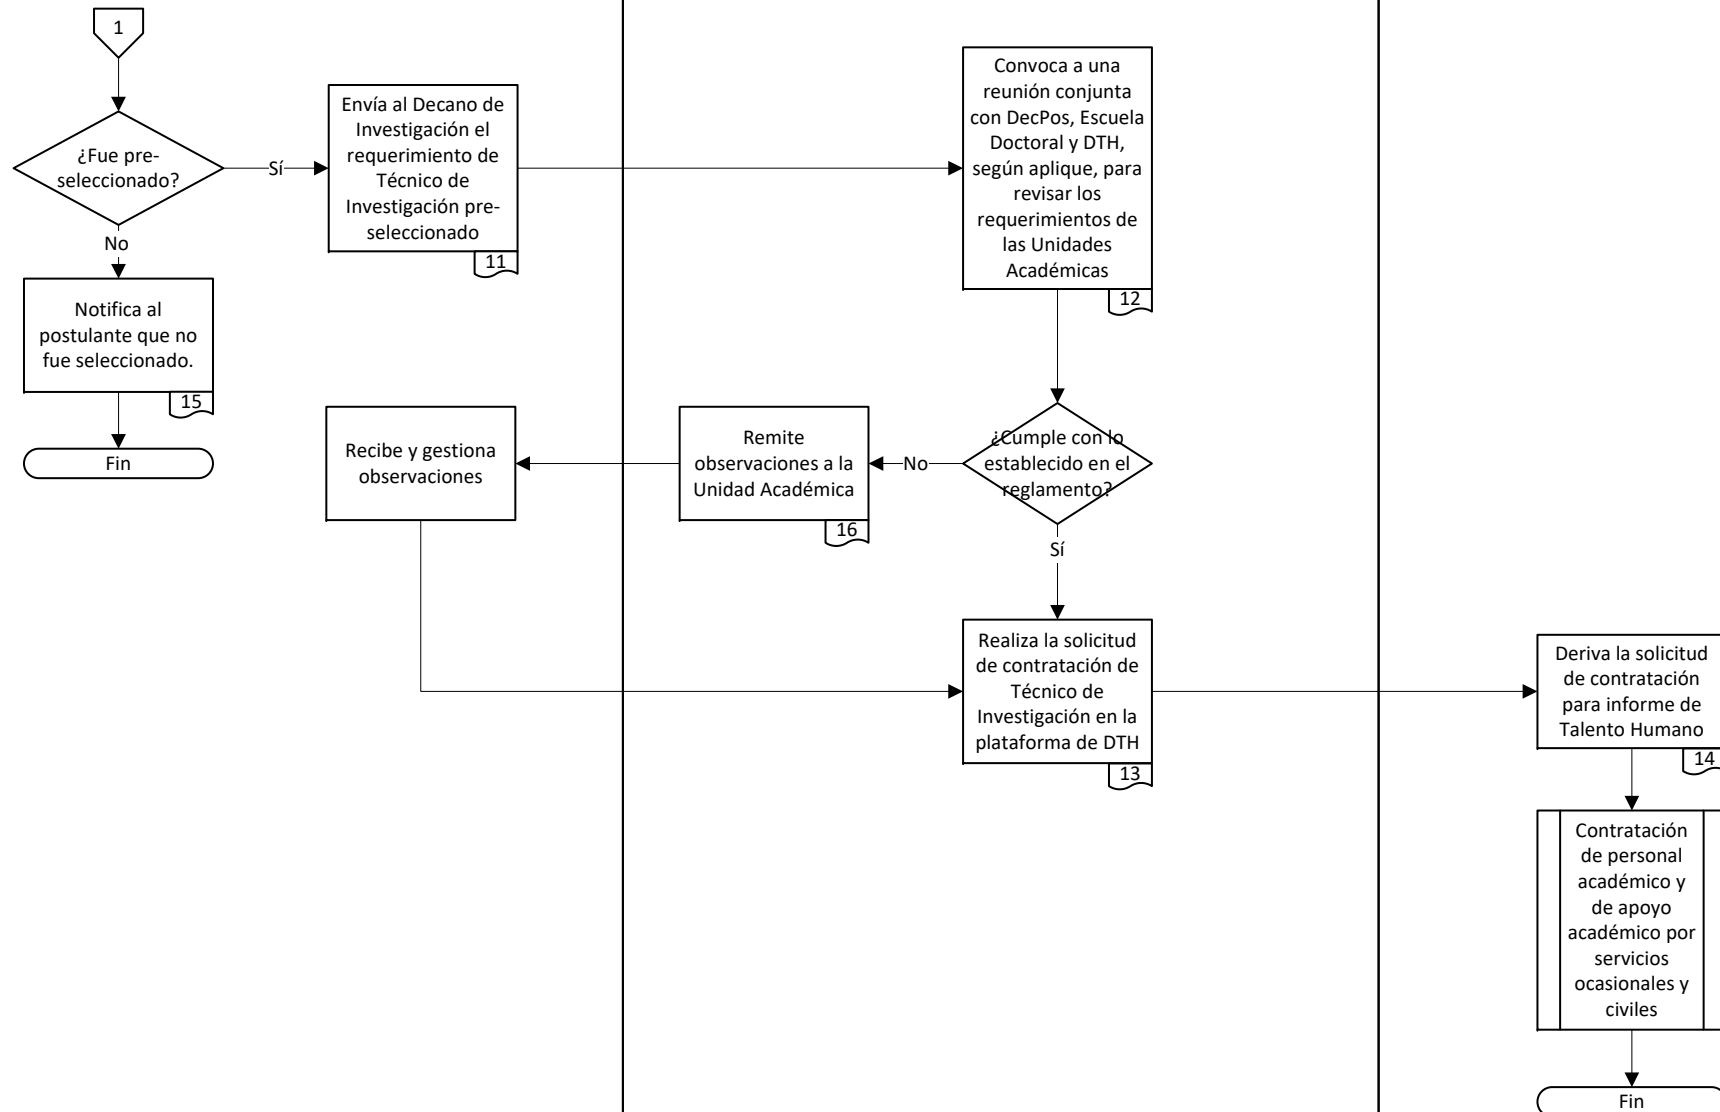 1
¿Fue pre-
seleccionado?
Sí
No
Envía al Decano de
Investigación el
requerimiento de
Técnico de
Investigación pre-
seleccionado
11
Convoca a una
reunión conjunta
con DecPos, Escuela
Doctoral y DTH,
según aplique, para
revisar los
requerimientos de
las Unidades
Académicas
12
Notifica al
postulante que no
fue seleccionado.
15
Fin
Recibe y gestiona
observaciones
Remite
observaciones a la
Unidad Académica
16
No
¿Cumple con lo
establecido en el
reglamento?
Sí
Realiza la solicitud
de contratación de
Técnico de
Investigación en la
plataforma de DTH
13
Deriva la solicitud
de contratación
para informe de
Talento Humano
14
Contratación
de personal
académico y
de apoyo
académico por
servicios
ocasionales y
civiles
Fin